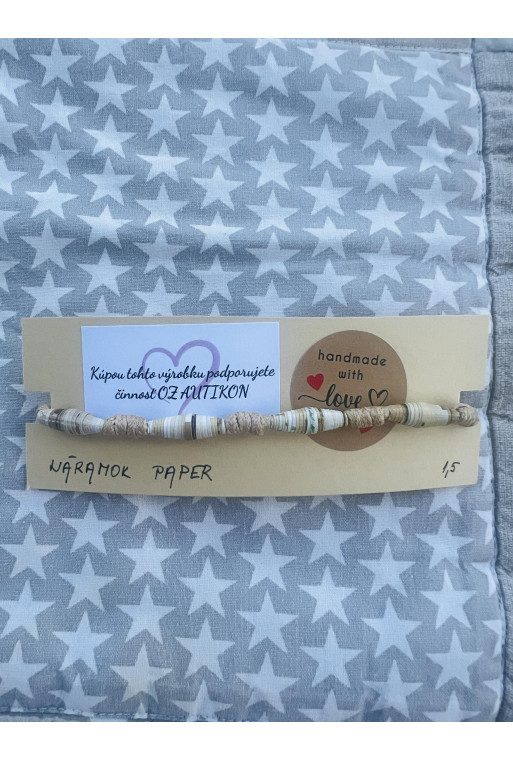 Kúpou tohto výrobku podporujete
činnosť OZ AUTIKON
handmade
with
love
NÁRAMOK PAPER
1,5